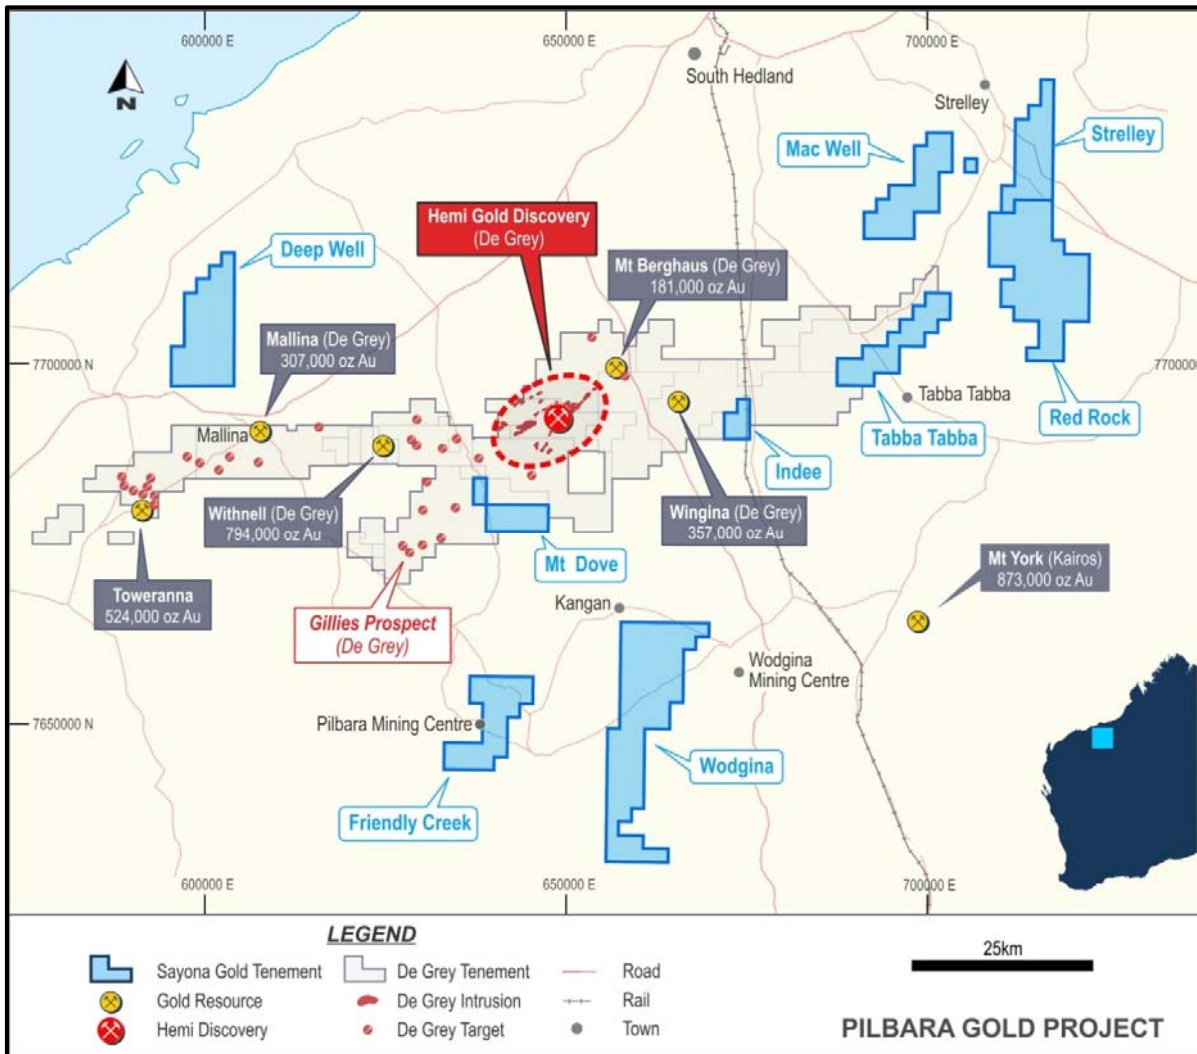 600000 E
650000 E
700000 E
N
South Hedland
Strelley
Mac Well
Strelley
Hemi Gold Discovery
(De Grey)
Deep Well
Mt Berghaus (De Grey)
181,000 oz Au
Mallina (De Grey)
307,000 oz Au
7700000 N
7700000 N
Tabba Tabba
Red Rock
Mallina
Tabba Tabba
Indee
Withnell (De Grey)
794,000 oz Au
Wingina (De Grey)
357,000 oz Au
Mt Dove
Mt York (Kairos)
873,000 oz Au
Toweranna
524,000 oz Au
Kangan
Gillies Prospect
(De Grey)
Wodgina
Mining Centre
7650000 N
Pilbara Mining Centre
Wodgina
Friendly Creek
600000 E
650000 E
700000 E
LEGEND
Sayona Gold Tenement
De Grey Tenement
Road
Gold Resource
De Grey Intrusion
Rail
Hemi Discovery
De Grey Target
Town
25km
PILBARA GOLD PROJECT